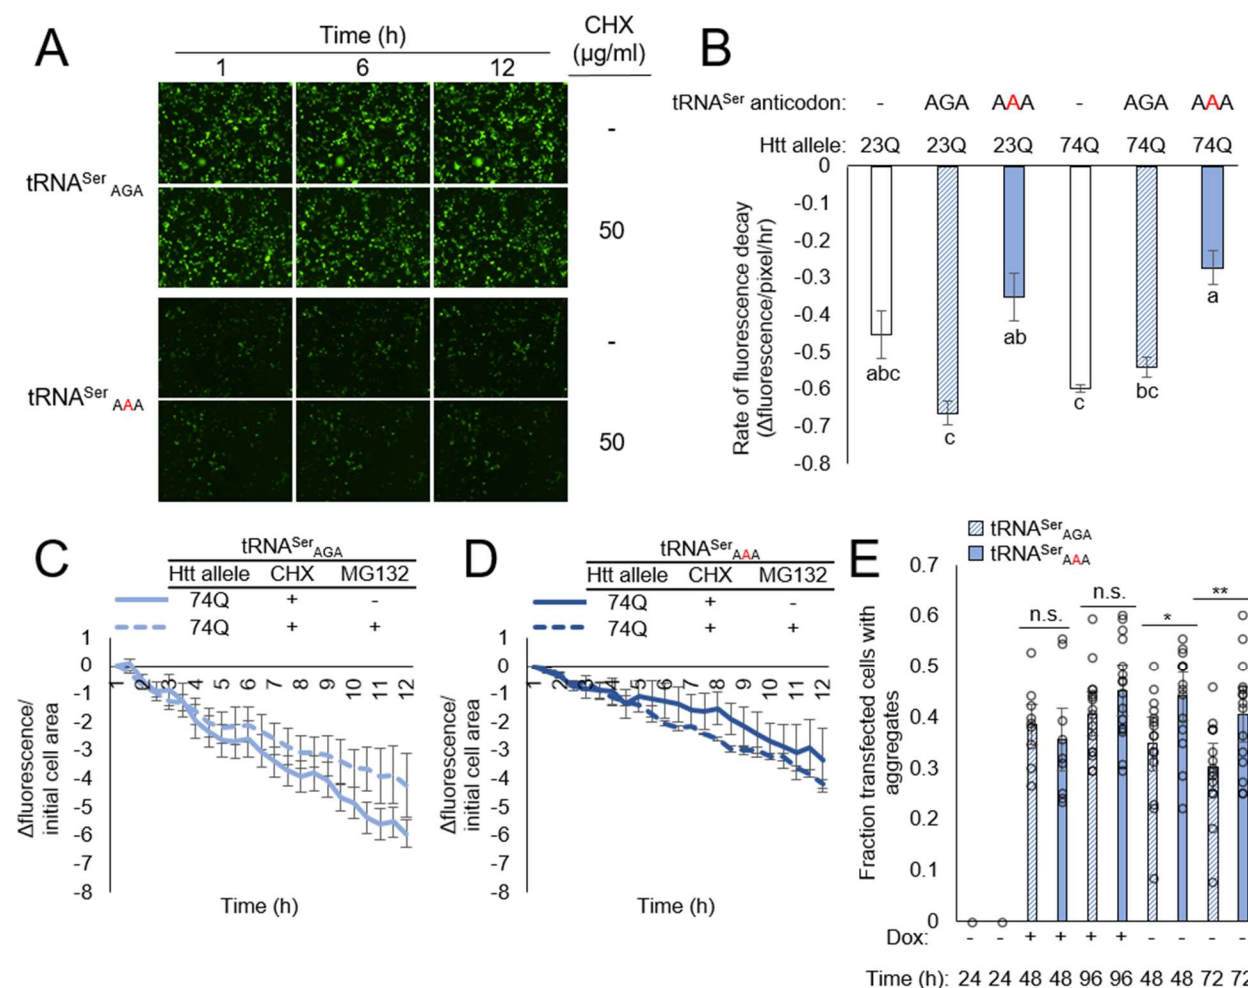 A
Time (h)
CHX
(µg/ml)
1 6 12
tRNASer AGA
-
50
tRNASer AAA
-
50
B
tRNASer anticodon: - AGA AAA - AGA AAA
Htt allele: 23Q 23Q 23Q 74Q 74Q 74Q
0
-0.1
-0.2
-0.3
-0.4
-0.5
-0.6
-0.7
-0.8
Rate of fluorescence decay
(Δfluorescence/pixel/hr)
abc
c
ab
c
bc
a
C
tRNASerAGA
Htt allele CHX MG132
74Q + -
74Q + +
1
0
-1
-2
-3
-4
-5
-6
-7
-8
1 2 3 4 5 6 7 8 9 10 11 12
Δfluorescence/
initial cell area
Time (h)
D
tRNASerAAA
Htt allele CHX MG132
74Q + -
74Q + +
1
0
-1
-2
-3
-4
-5
-6
-7
-8
1 2 3 4 5 6 7 8 9 10 11 12
Δfluorescence/
initial cell area
Time (h)
E
tRNASerAGA
tRNASerAAA
0.7
0.6
0.5
0.4
0.3
0.2
0.1
0
Fraction transfected cells with
aggregates
n.s.
n.s.
*
**
Dox: - - + + + + - - - -
Time (h): 24 24 48 48 96 96 48 48 72 72